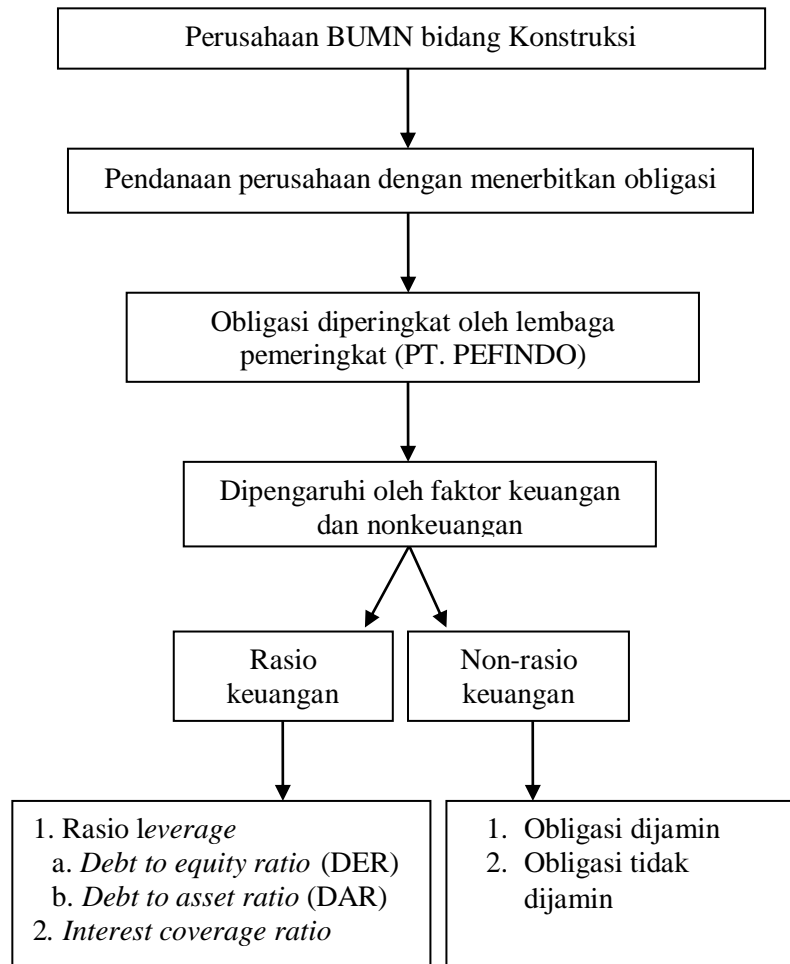 Perusahaan BUMN bidang Konstruksi
Pendanaan perusahaan dengan menerbitkan obligasi
Obligasi diperingkat oleh lembaga
pemeringkat (PT. PEFINDO)
Dipengaruhi oleh faktor keuangan
dan nonkeuangan
Rasio
keuangan
Non-rasio
keuangan
1. Rasio leverage
a. Debt to equity ratio (DER)
b. Debt to asset ratio (DAR)
2. Interest coverage ratio
1. Obligasi dijamin
2. Obligasi tidak
dijamin